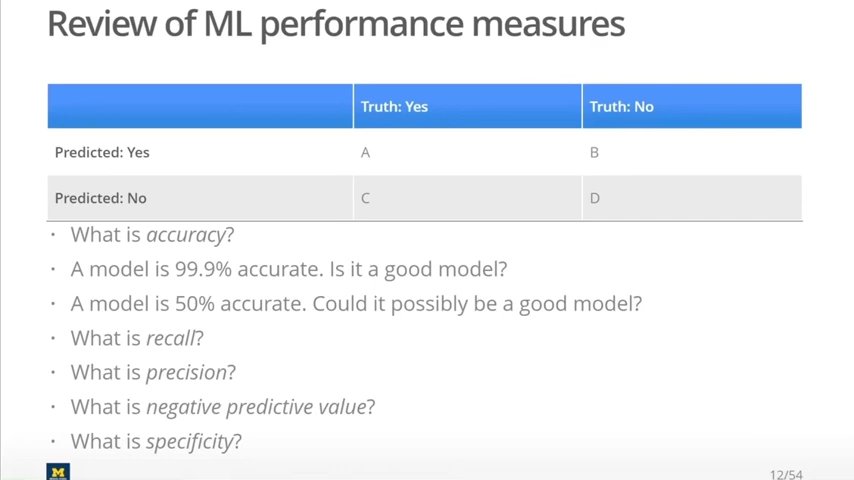 Review of ML performance measures
Truth: Yes Truth: No
Predicted: Yes A B
Predicted: No C D
· What is accuracy?
· A model is 99.9% accurate. Is it a good model?
· A model is 50% accurate. Could it possibly be a good model?
· What is recall?
· What is precision?
· What is negative predictive value?
· What is specificity?
M
12/54